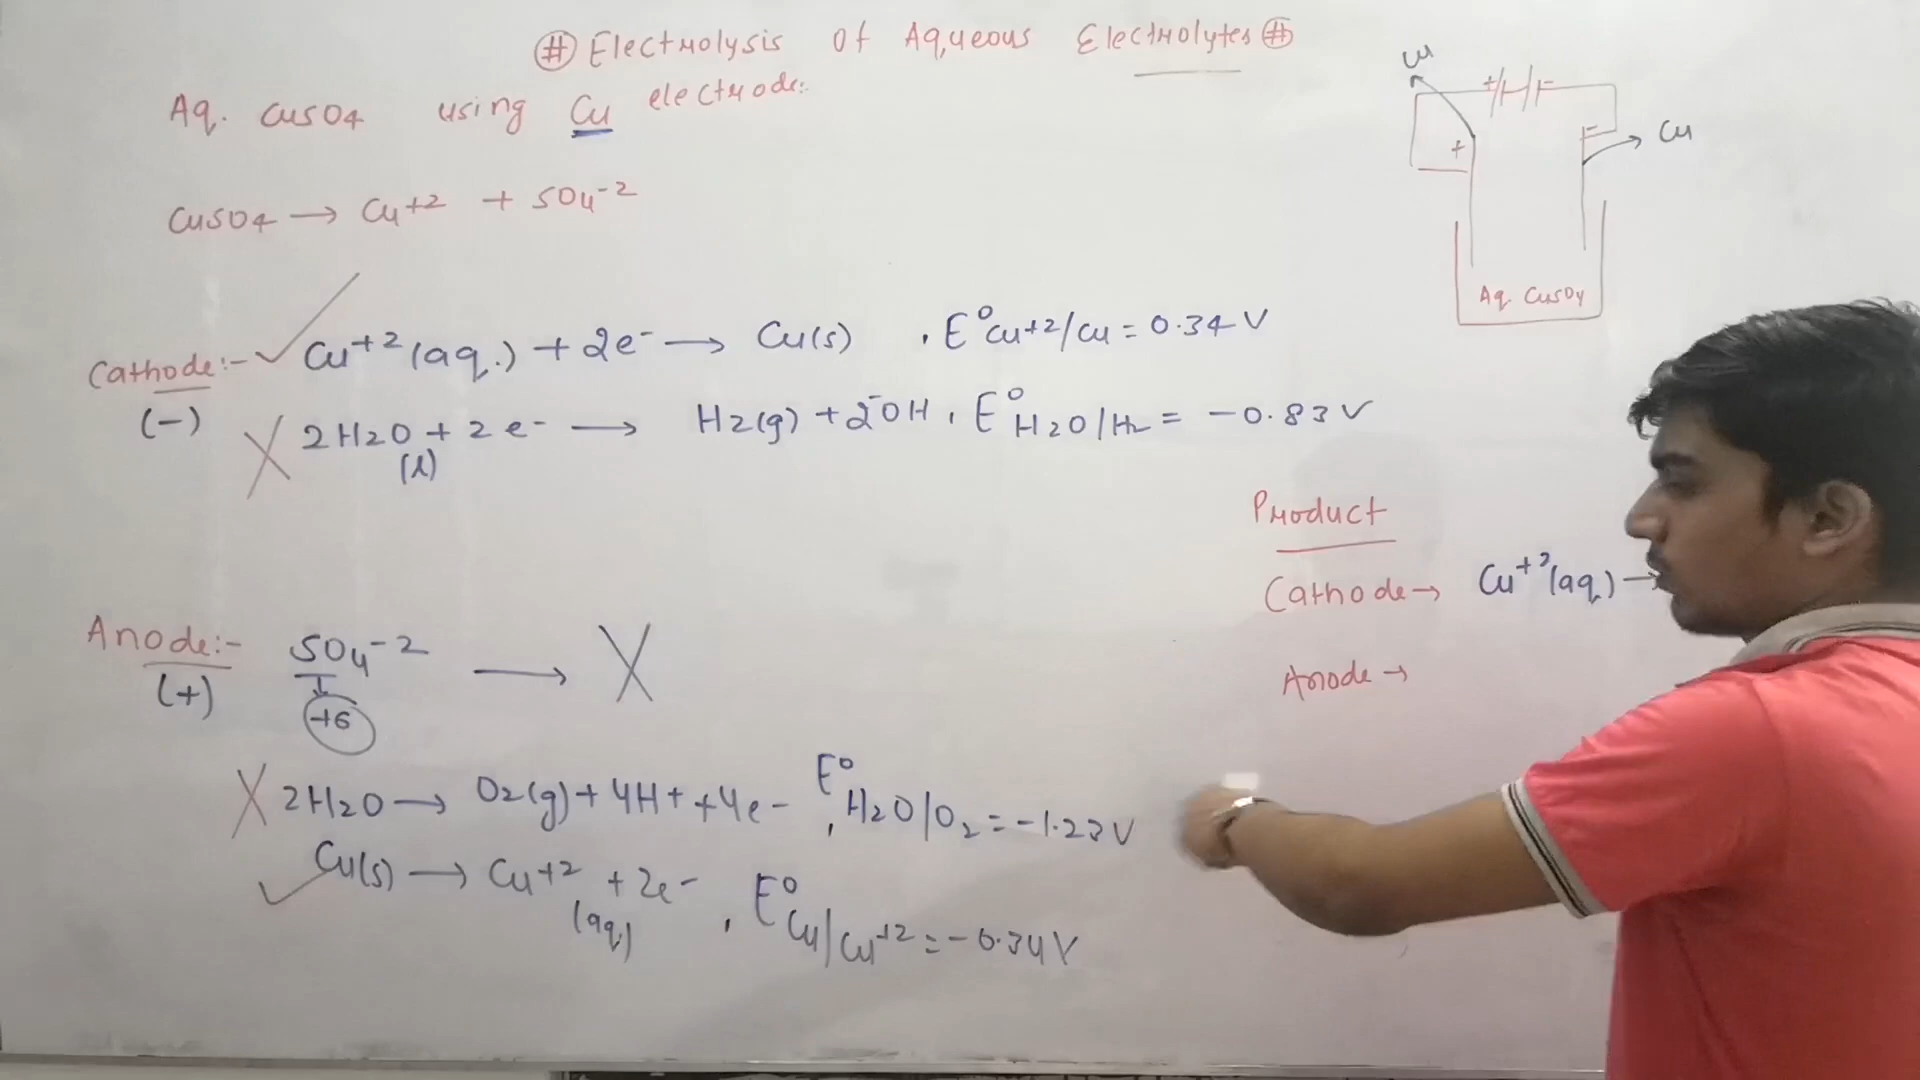 # Electrolysis Of Aqueous Electrolytes #
Aq. CuSO4 using Cu electrode:
CuSO4 → Cu+2 + SO4-2
Cathode:- Cu+2 (aq.) + 2e- → Cu(s) , E° Cu+2/Cu = 0.34 V
(-) 2H2O + 2e- → H2(g) + 2-OH , E° H2O/H2 = -0.83 V
(l)
Anode:- SO4-2 → X
(+) +6
X 2H2O → O2(g) + 4H+ + 4e- , E° H2O/O2 = -1.23 V
Cu(s) → Cu+2 + 2e- , E° Cu/Cu+2 = -0.34 V
(aq)
Cu
+ -
+ - Cu
Aq. CuSO4
Product
Cathode → Cu+2 (aq) →
Anode →